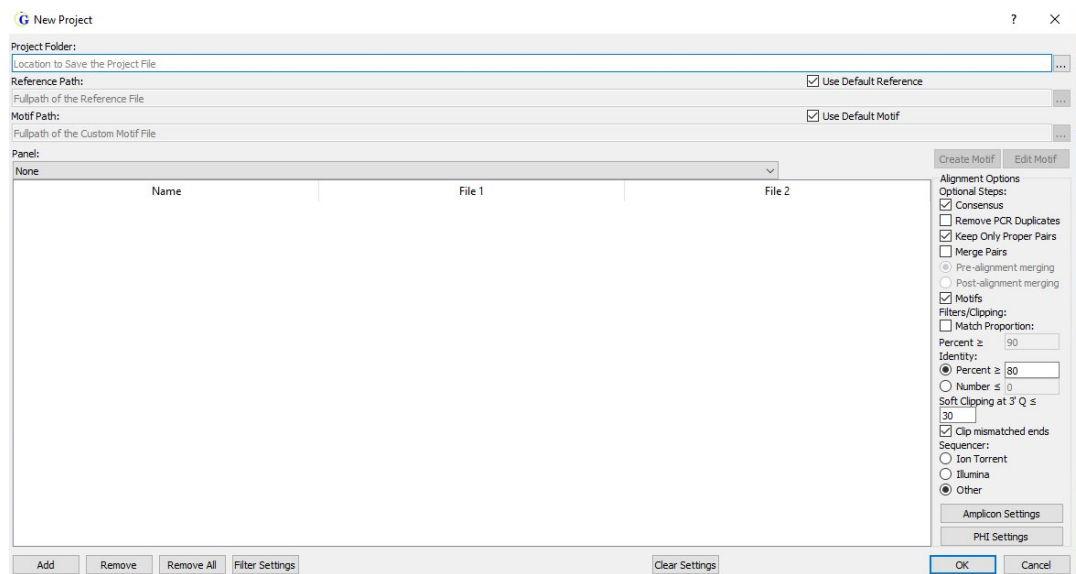 G New Project ? ×
Project Folder:
Location to Save the Project File ...
Reference Path: Use Default Reference
Fullpath of the Reference File ...
Motif Path: Use Default Motif
Fullpath of the Custom Motif File ...
Panel:
None
Create Motif Edit Motif
Name File 1 File 2
Alignment Options
Optional Steps:
Consensus
Remove PCR Duplicates
Keep Only Proper Pairs
Merge Pairs
Pre-alignment merging
Post-alignment merging
Motifs
Filters/Clipping:
Match Proportion:
Percent ≥ 90
Identity:
Percent ≥ 80
Number ≤ 0
Soft Clipping at 3' Q ≤
30
Clip mismatched ends
Sequencer:
Ion Torrent
Illumina
Other
Amplicon Settings
PHI Settings
Add Remove Remove All Filter Settings Clear Settings OK Cancel